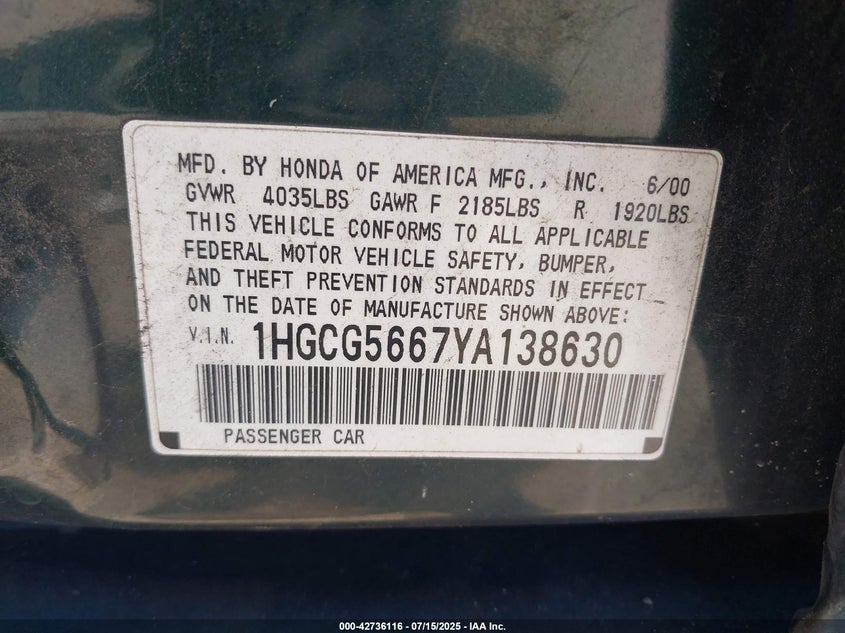 MFD. BY HONDA OF AMERICA MFG., INC. 6/00
GVWR 4035LBS GAWR F 2185LBS R 1920LBS
THIS VEHICLE CONFORMS TO ALL APPLICABLE
FEDERAL MOTOR VEHICLE SAFETY, BUMPER,
AND THEFT PREVENTION STANDARDS IN EFFECT
ON THE DATE OF MANUFACTURE SHOWN ABOVE:
V.I.N. 1HGCG5667YA138630
PASSENGER CAR
000-42736116 - 07/15/2025 - IAA Inc.